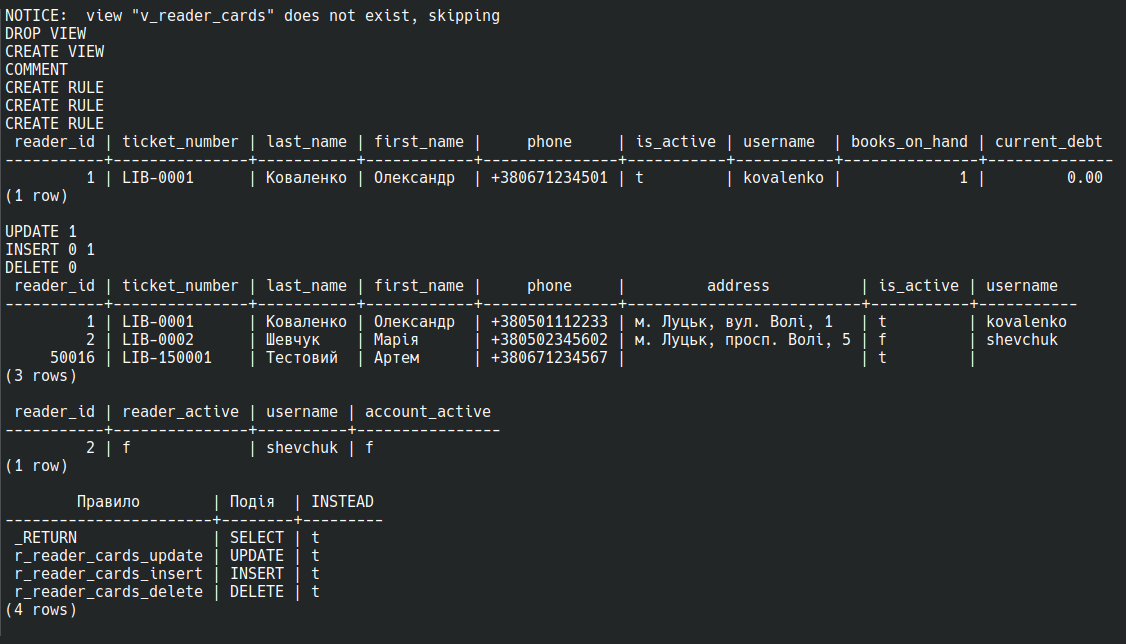 NOTICE:  view "v_reader_cards" does not exist, skipping
DROP VIEW
CREATE VIEW
COMMENT
CREATE RULE
CREATE RULE
CREATE RULE
 reader_id | ticket_number | last_name | first_name |     phone     | is_active | username  | books_on_hand | current_debt
-----------+---------------+-----------+------------+---------------+-----------+-----------+---------------+--------------
         1 | LIB-0001      | Коваленко | Олександр  | +380671234501 | t         | kovalenko |             1 |         0.00
(1 row)

UPDATE 1
INSERT 0 1
DELETE 0
 reader_id | ticket_number | last_name | first_name |     phone     |         address          | is_active | username
-----------+---------------+-----------+------------+---------------+--------------------------+-----------+-----------
         1 | LIB-0001      | Коваленко | Олександр  | +380501112233 | м. Луцьк, вул. Волі, 1   | t         | kovalenko
         2 | LIB-0002      | Шевчук    | Марія      | +380502345602 | м. Луцьк, просп. Волі, 5 | f         | shevchuk
     50016 | LIB-150001    | Тестовий  | Артем      | +380671234567 |                          | t         |
(3 rows)

 reader_id | reader_active | username | account_active
-----------+---------------+----------+----------------
         2 | f             | shevchuk | f
(1 row)

        Правило        | Подія  | INSTEAD
-----------------------+--------+---------
 _RETURN               | SELECT | t
 r_reader_cards_update | UPDATE | t
 r_reader_cards_insert | INSERT | t
 r_reader_cards_delete | DELETE | t
(4 rows)